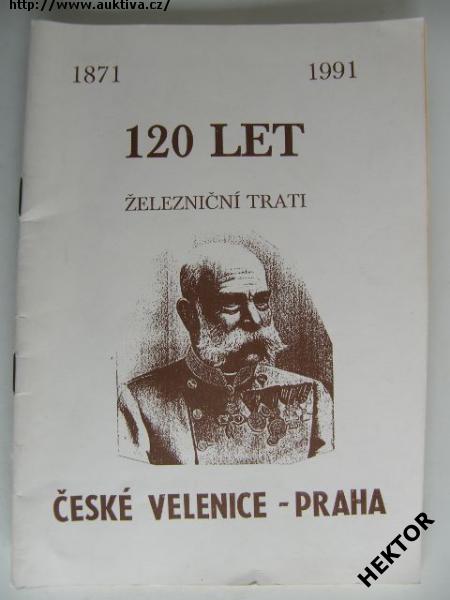 http://www.auktiva.cz/
1871 1991
120 LET
ŽELEZNIČNÍ TRATI
ČESKÉ VELENICE - PRAHA
HEKTOR